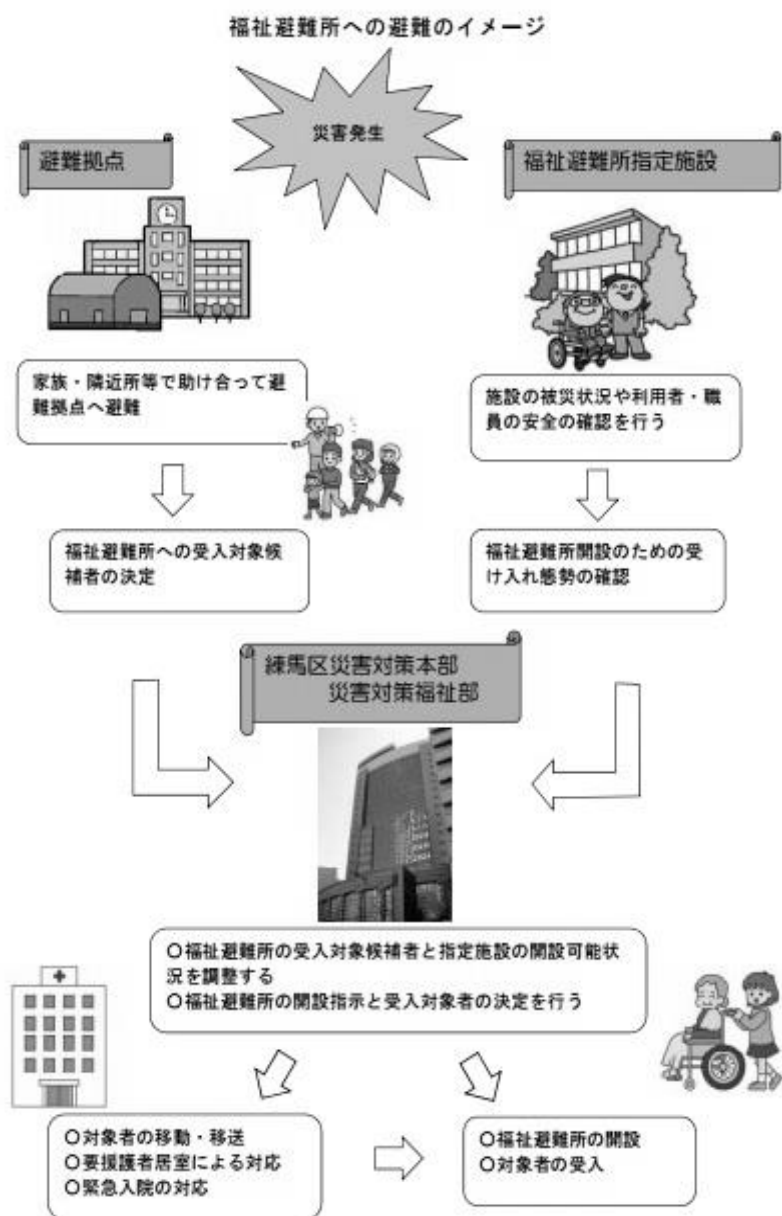 福祉避難所への避難のイメージ
災害発生
避難拠点
福祉避難所指定施設
家族・隣近所等で助け合って避
難拠点へ避難
施設の被災状況や利用者・職
員の安全の確認を行う
福祉避難所への受入対象候
補者の決定
福祉避難所開設のための受
け入れ態勢の確認
練馬区災害対策本部
災害対策福祉部
○福祉避難所の受入対象候補者と指定施設の開設可能状
況を調整する
○福祉避難所の開設指示と受入対象者の決定を行う
○対象者の移動・移送
○要援護者居室による対応
○緊急入院の対応
○福祉避難所の開設
○対象者の受入